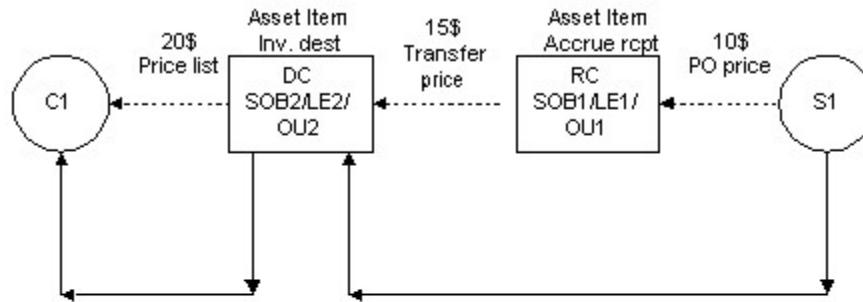 Asset Item
Inv. dest
15$
Transfer
price
Asset Item
Accrue rcpt
20$
Price list
10$
PO price
C1
DC
SOB2/LE2/
OU2
RC
SOB1/LE1/
OU1
S1